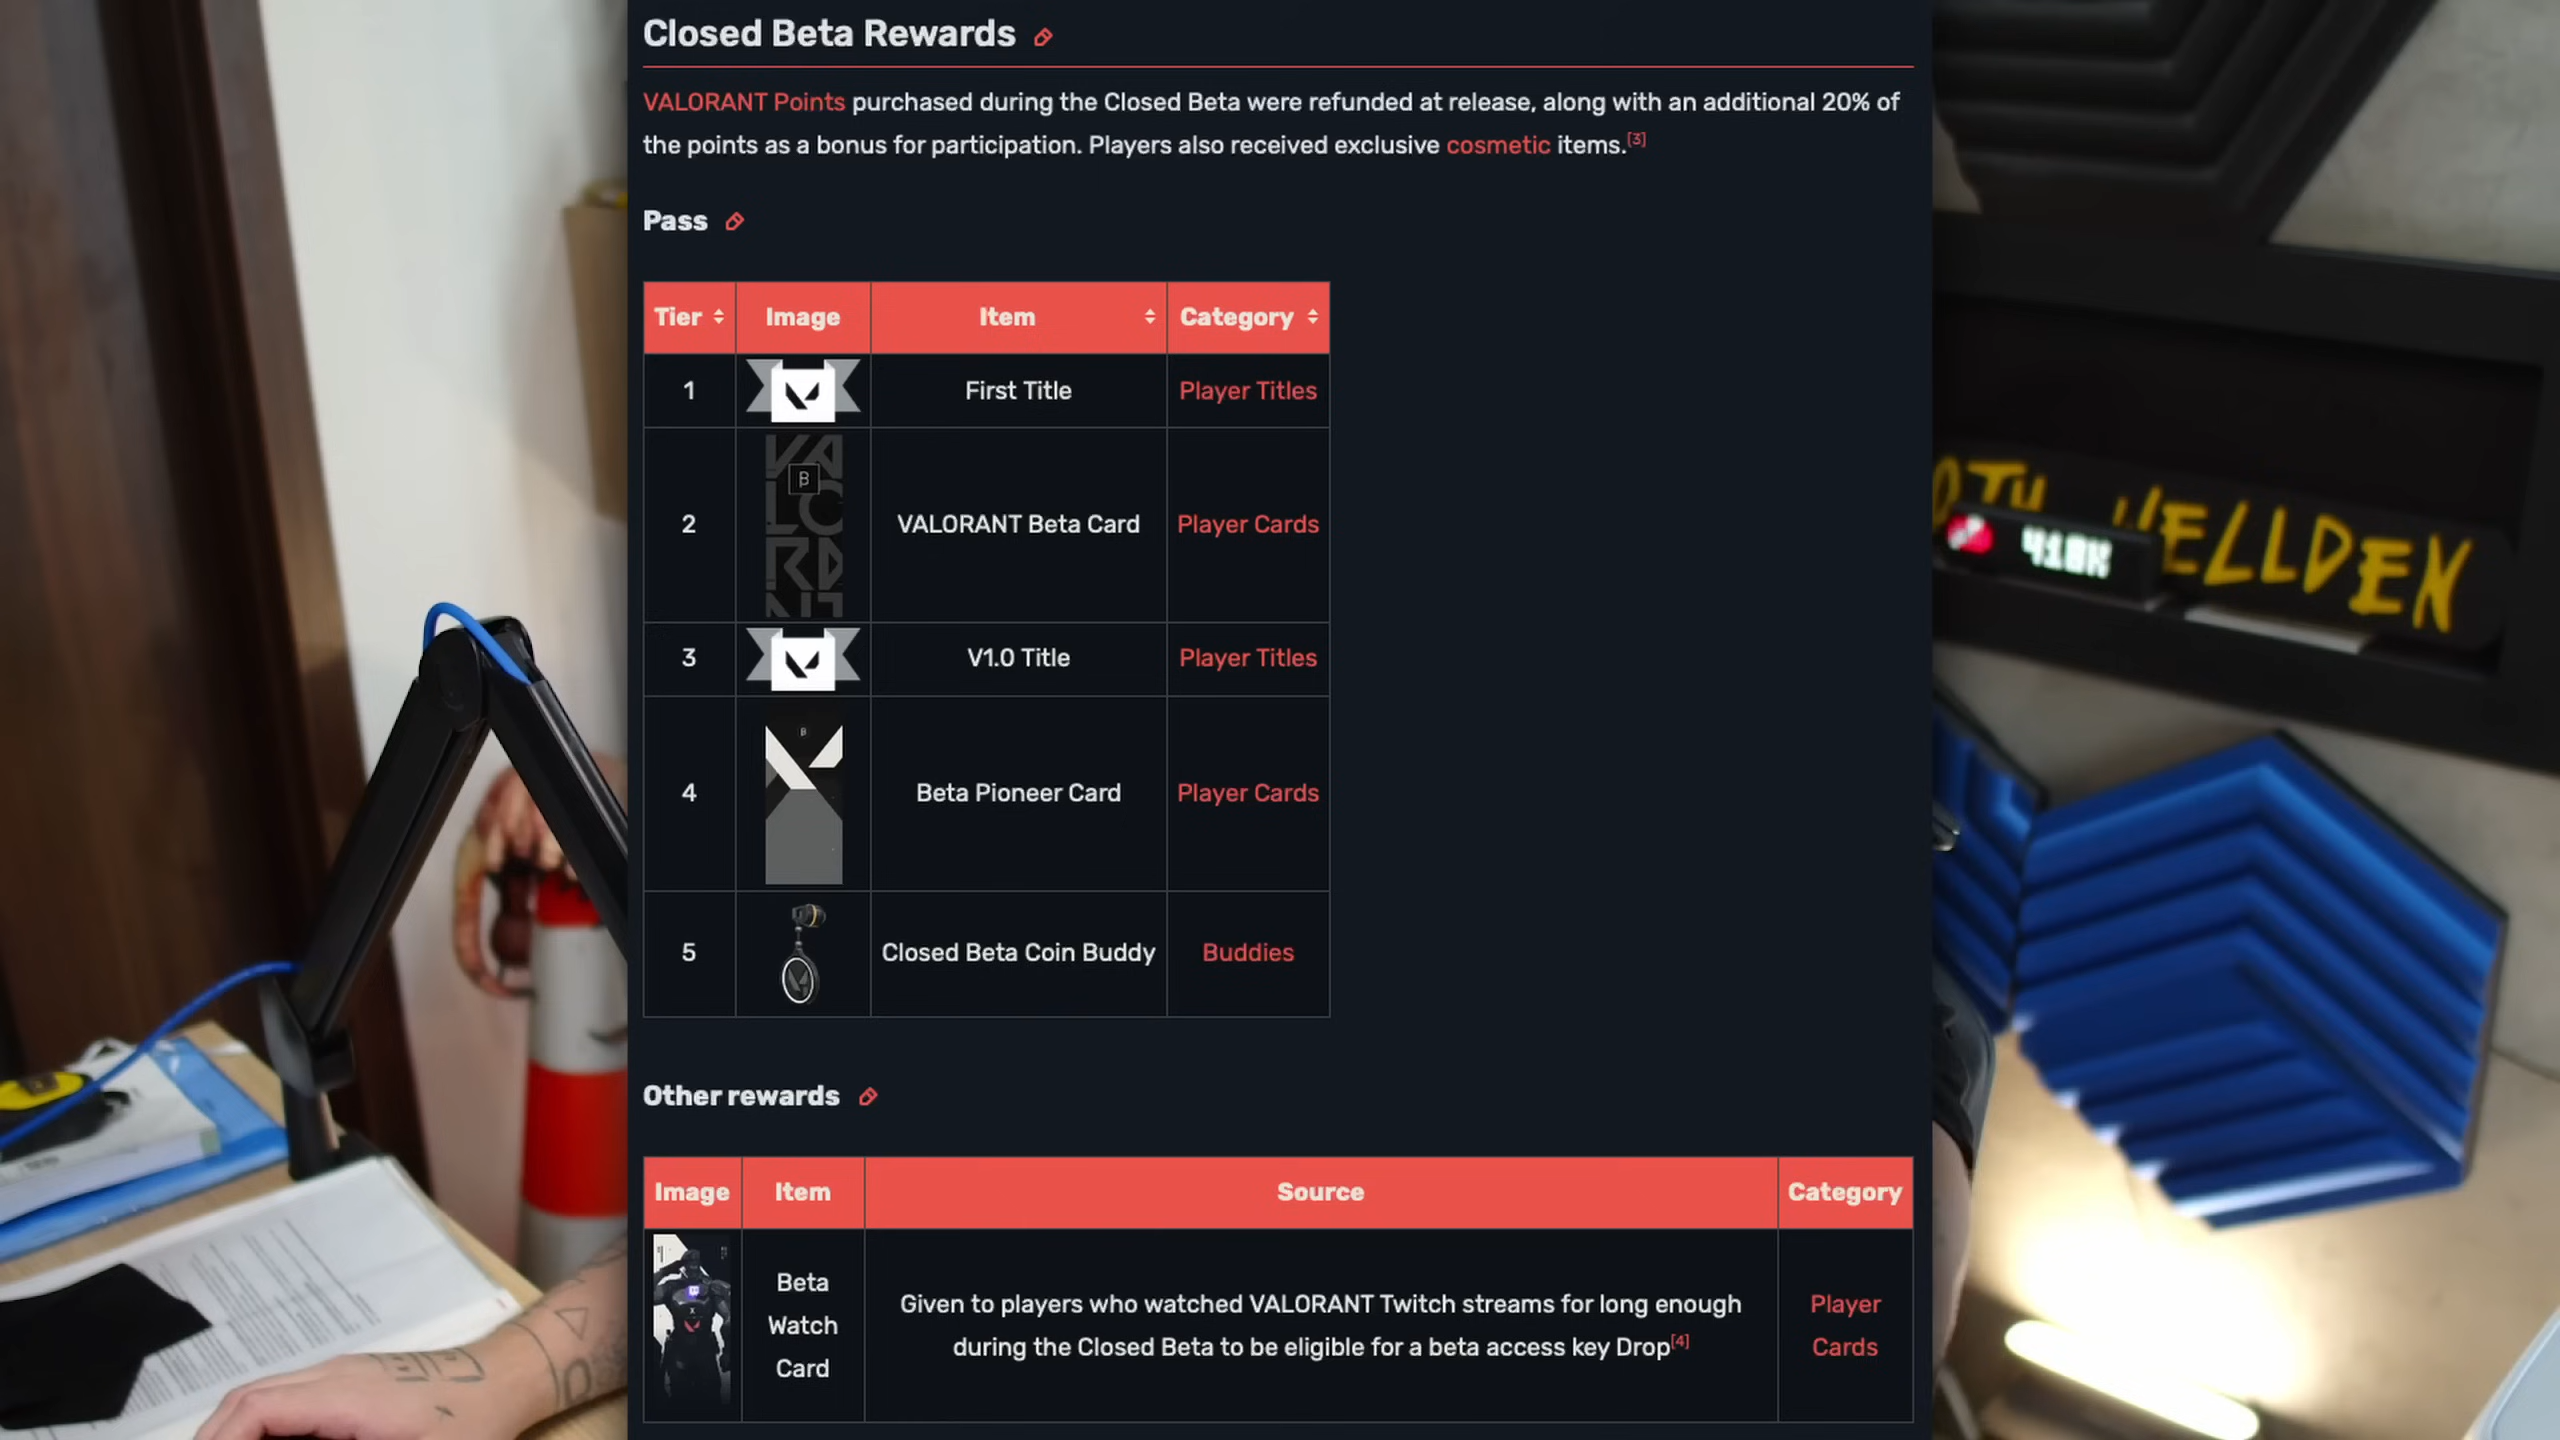 Closed Beta Rewards
VALORANT Points purchased during the Closed Beta were refunded at release, along with an additional 20% of
the points as a bonus for participation. Players also received exclusive cosmetic items.[3]
Pass
Tier Image Item Category
1 First Title Player Titles
2 VALORANT Beta Card Player Cards
3 V1.0 Title Player Titles
4 Beta Pioneer Card Player Cards
5 Closed Beta Coin Buddy Buddies
Other rewards
Image Item Source Category
Beta
Watch
Card
Given to players who watched VALORANT Twitch streams for long enough
during the Closed Beta to be eligible for a beta access key Drop[4]
Player
Cards
HELLDEN